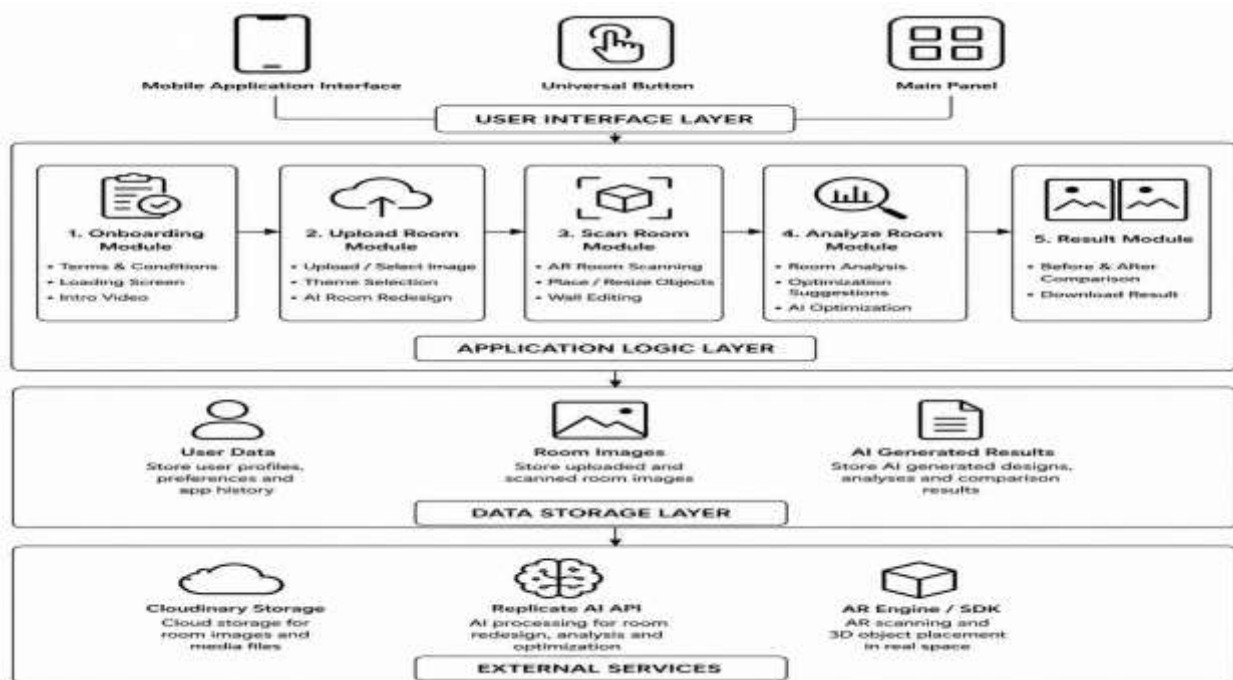 Mobile Application Interface
Universal Button
Main Panel
USER INTERFACE LAYER
1. Onboarding
Module
• Terms & Conditions
• Loading Screen
• Intro Video
2. Upload Room
Module
• Upload / Select Image
• Theme Selection
• AI Room Redesign
3. Scan Room
Module
• AR Room Scanning
• Place / Resize Objects
• Wall Editing
4. Analyze Room
Module
• Room Analysis
• Optimization
Suggestions
• AI Optimization
5. Result Module
• Before & After
Comparison
• Download Result
APPLICATION LOGIC LAYER
User Data
Store user profiles,
preferences and
app history
Room Images
Store uploaded and
scanned room images
AI Generated Results
Store AI generated designs,
analyses and comparison
results
DATA STORAGE LAYER
Cloudinary Storage
Cloud storage for
room images and
media files
Replicate AI API
AI processing for room
redesign, analysis and
optimization
AR Engine / SDK
AR scanning and
3D object placement
in real space
EXTERNAL SERVICES